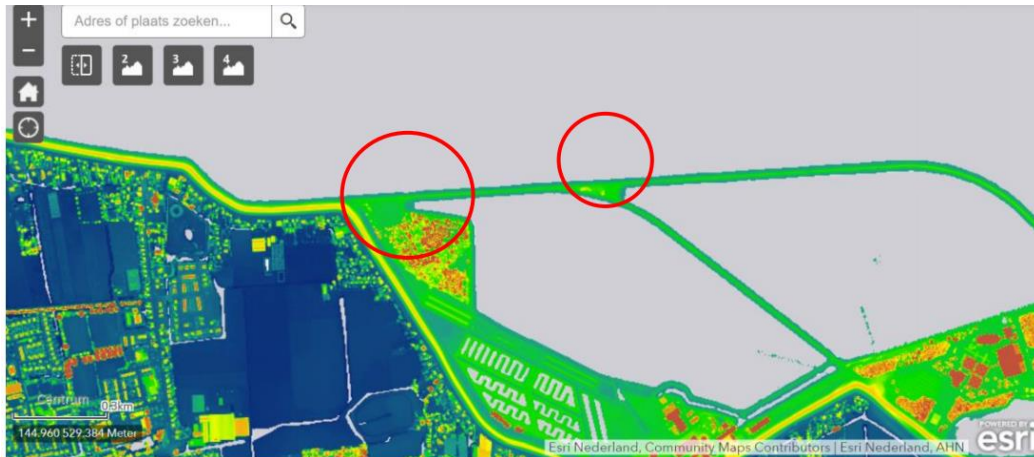 +
Adres of plaats zoeken...
−
2 3 4
Centrum
0,3km
144.960 529.384 Meter
Esri Nederland, Community Maps Contributors | Esri Nederland, AHN
POWERED BY
esri